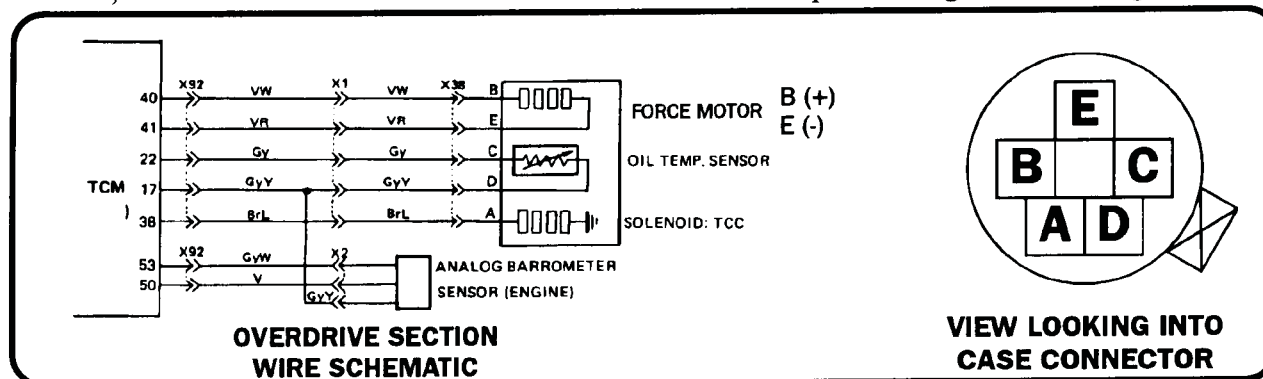 X92 X1 X38
40 VW VW B
FORCE MOTOR B (+)
E (-)
41 VR VR E
22 Gy Gy C OIL TEMP. SENSOR
TCM 17 GyY GyY D
)
38 BrL BrL A SOLENOID: TCC
X92 X2
53 GyW ANALOG BARROMETER
50 V SENSOR (ENGINE)
GyY
OVERDRIVE SECTION
WIRE SCHEMATIC
E
B C
A D
VIEW LOOKING INTO
CASE CONNECTOR